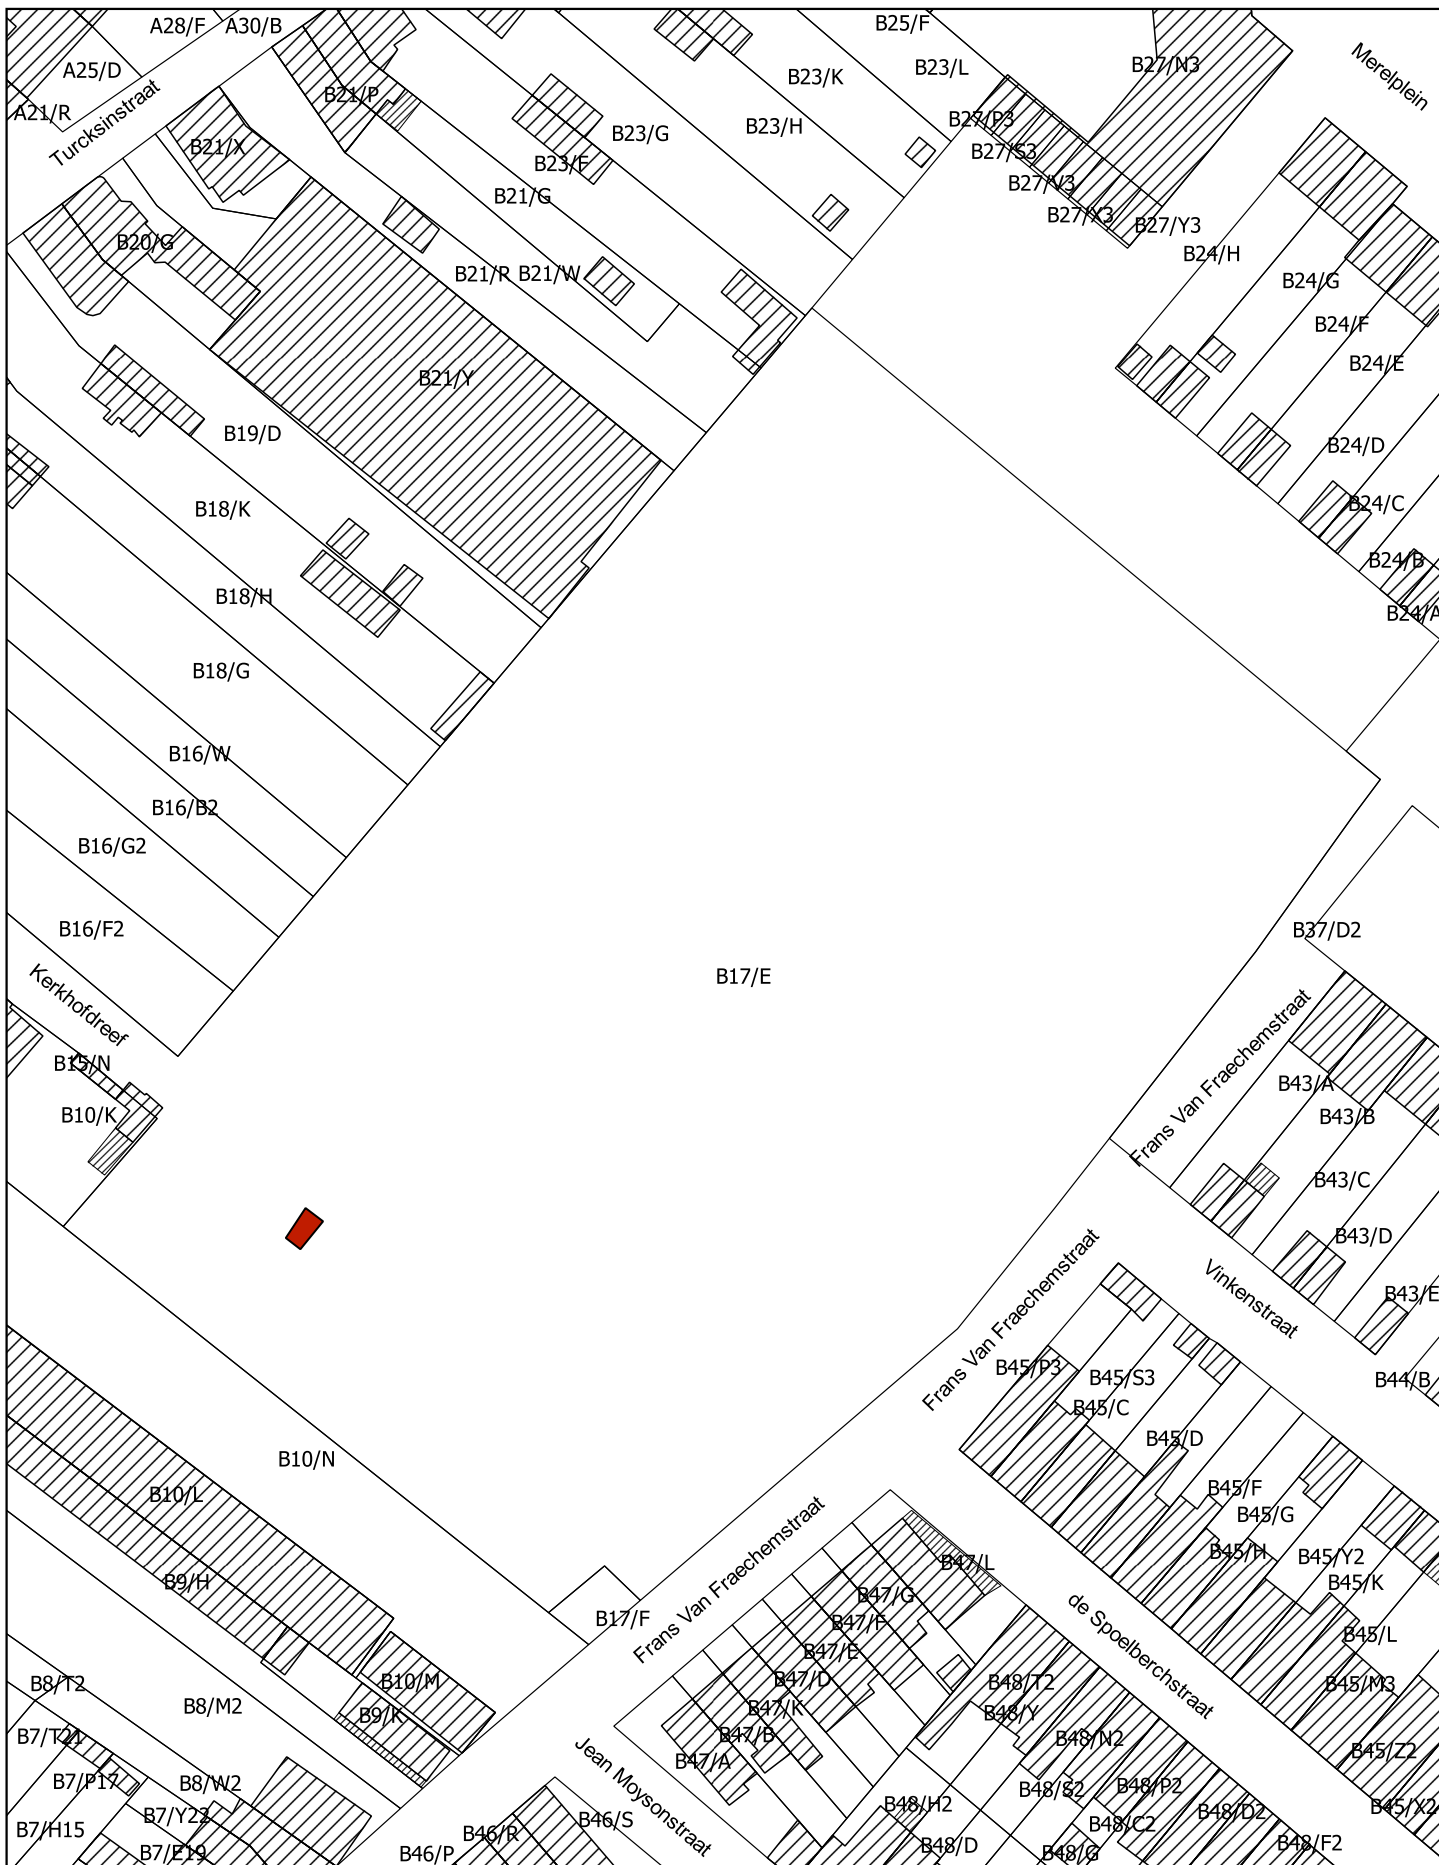 A28/F
A30/B
B25/F
A25/D
B23/L
B27/N3
Merelplein
B23/K
B21/P
A21/R
Turcksinstraat
B23/G
B23/H
B27/P3
B21/X
B27/S3
B23/F
B27/V3
B21/G
B27/X3
B27/Y3
B20/G
B24/H
B21/R
B21/W
B24/G
B24/F
B24/E
B21/Y
B19/D
B24/D
B18/K
B24/C
B24/B
B18/H
B24/A
B18/G
B16/W
B16/B2
B16/G2
B16/F2
B37/D2
B17/E
Kerkhofdreef
B15/N
B10/K
Frans Van Fraechemstraat
B43/A
B43/B
B43/C
B43/D
B43/E
Vinkenstraat
Frans Van Fraechemstraat
B45/P3
B45/S3
B44/B
B45/C
B45/D
B10/N
B45/F
B10/L
B45/G
B45/H
B45/Y2
B47/L
B9/H
B45/K
B47/G
Frans Van Fraechemstraat
B17/F
B47/F
de Spoelberchstraat
B45/L
B47/E
B8/T2
B10/M
B47/D
B48/T2
B45/M3
B8/M2
B9/K
B47/K
B48/Y
B7/T21
B47/B
B48/N2
B45/Z2
B47/A
B7/P17
B8/W2
B48/S2
B48/P2
B48/H2
B45/X2
B7/Y22
B46/S
Jean Moysonstraat
B48/C2
B48/D2
B7/H15
B46/R
B48/D
B48/F2
B7/E19
B46/P
B48/G